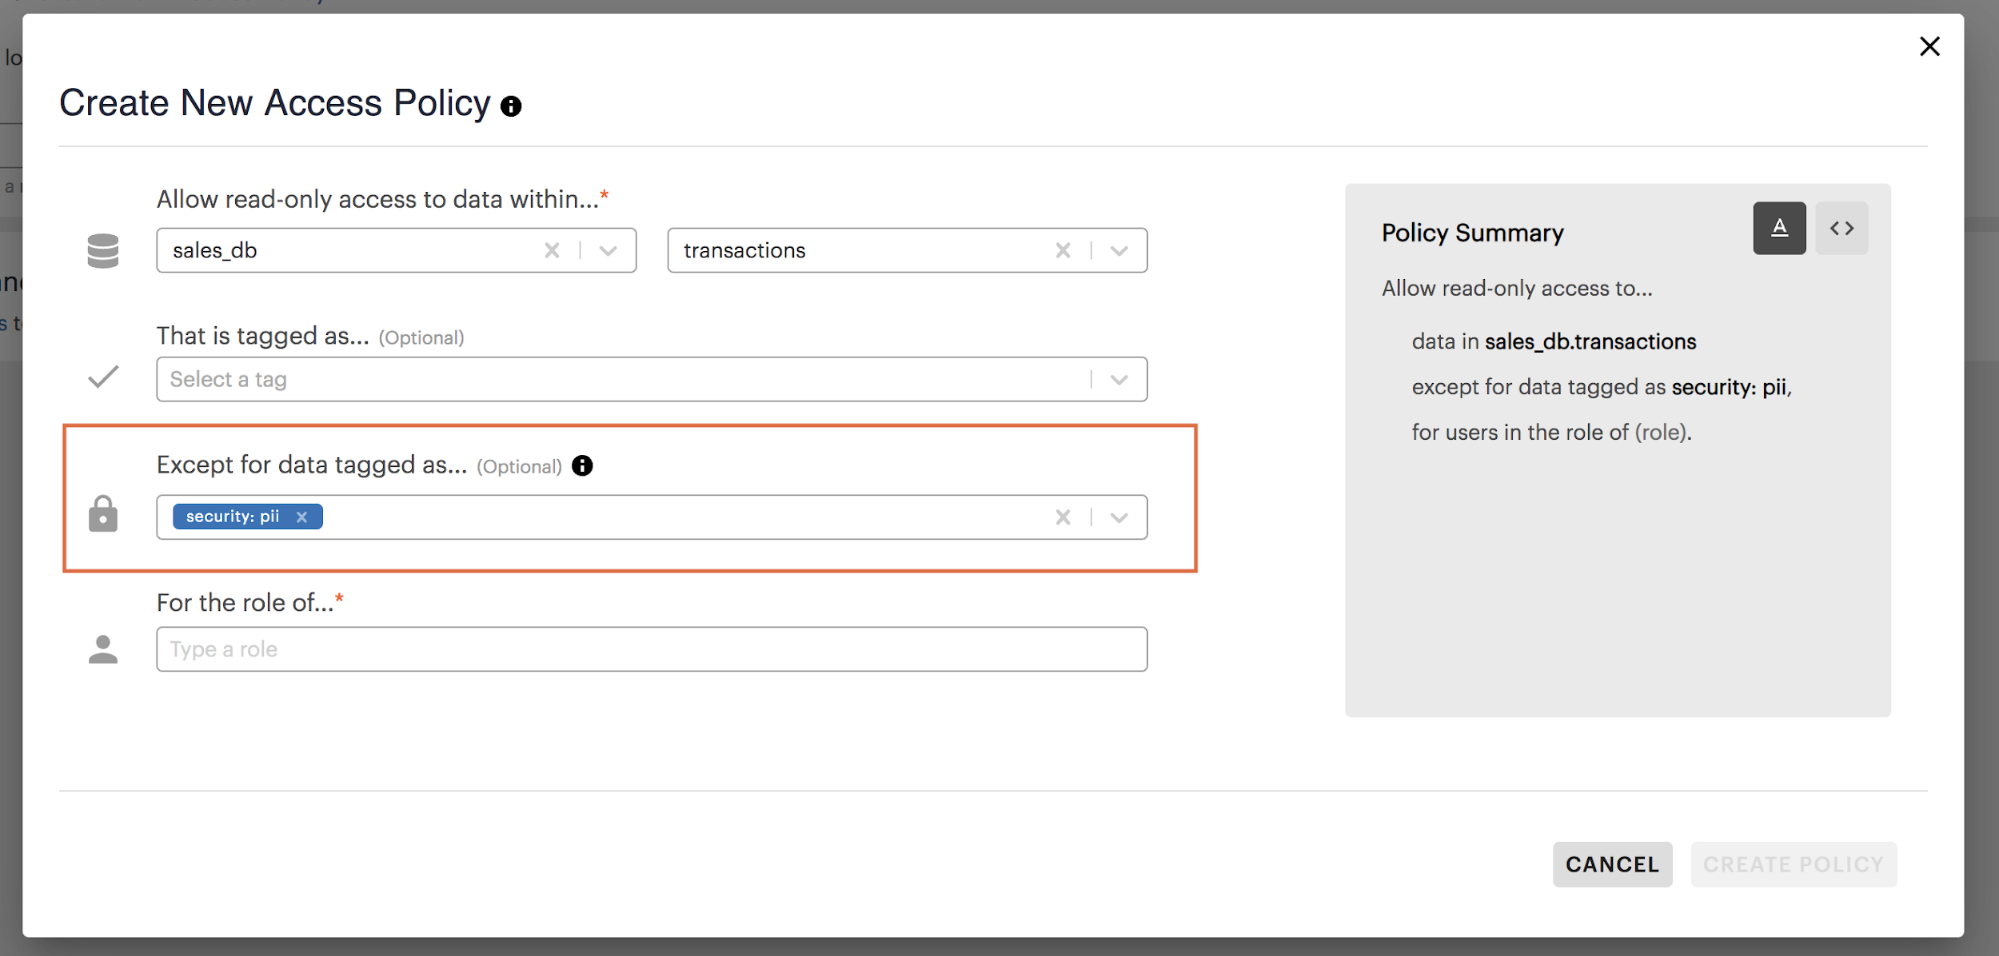 Create New Access Policy
Allow read-only access to data within...*
sales_db
transactions
That is tagged as... (Optional)
Select a tag
Except for data tagged as... (Optional)
security: pii
For the role of...*
Type a role
Policy Summary
A
Allow read-only access to...
data in sales_db.transactions
except for data tagged as security: pii,
for users in the role of (role).
CANCEL
CREATE POLICY